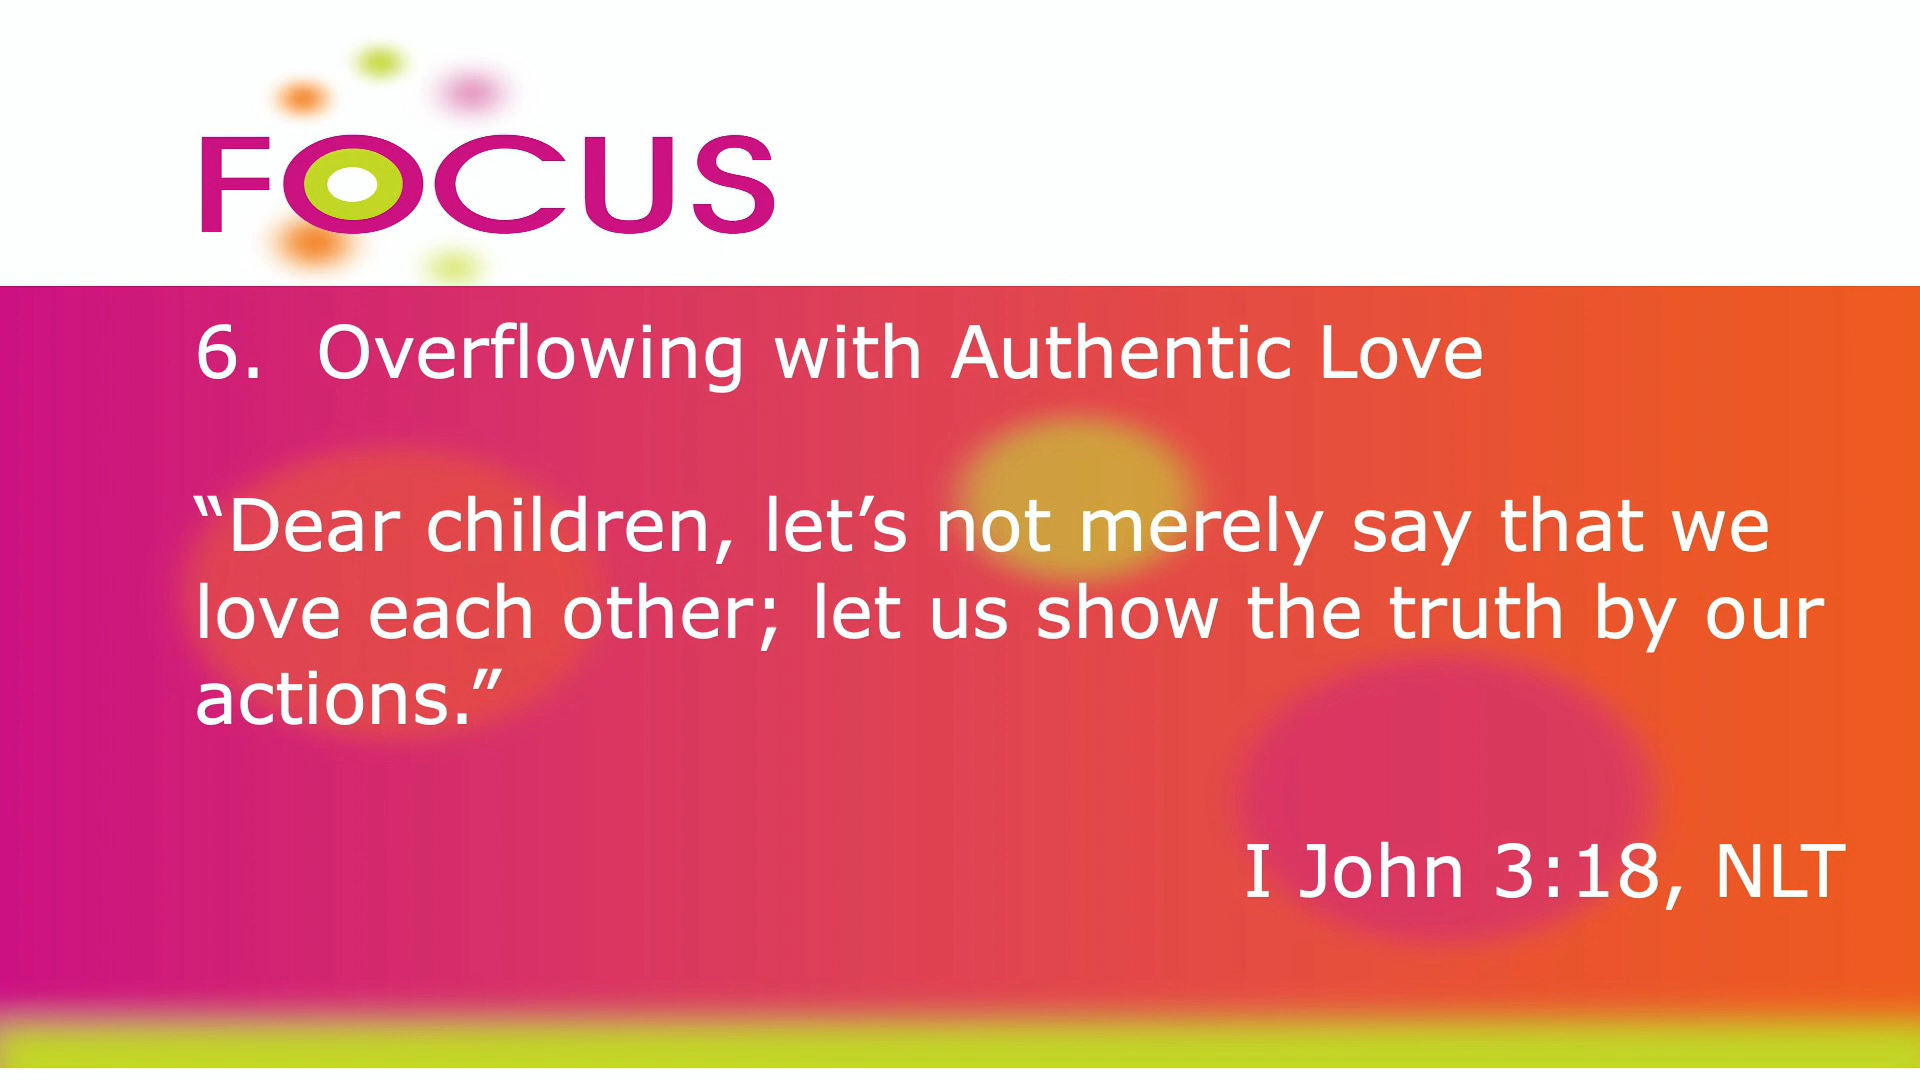 FOCUS
6. Overflowing with Authentic Love
“Dear children, let’s not merely say that we
love each other; let us show the truth by our
actions.”
I John 3:18, NLT